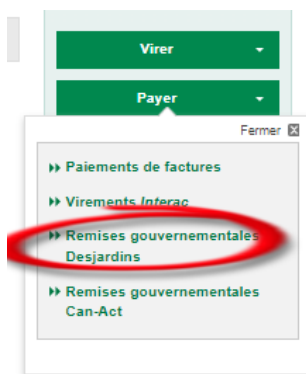 Virer
Payer
Fermer
Paiements de factures
Virements Interac
Remises gouvernementales
Desjardins
Remises gouvernementales
Can-Act